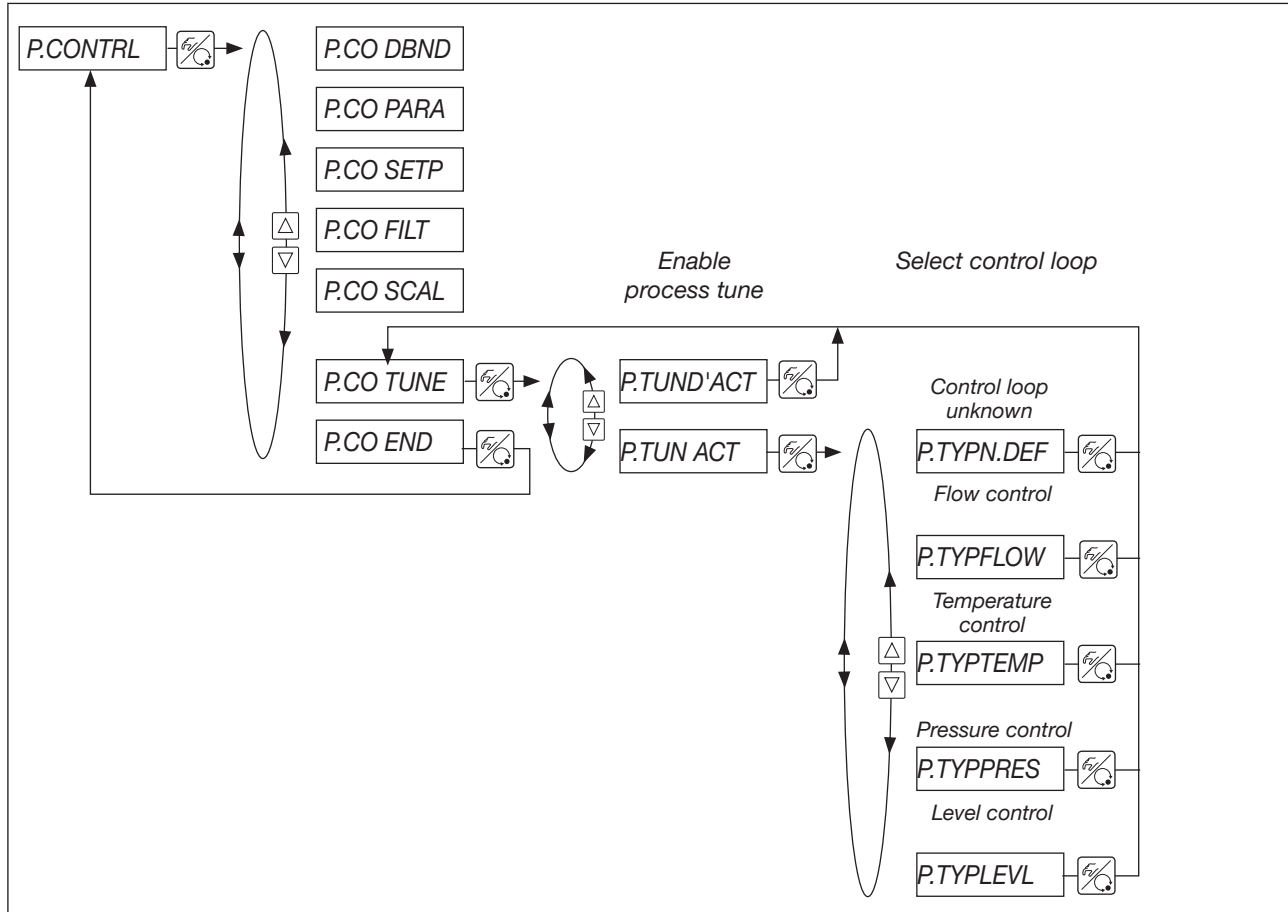 P.CONTRL
P.CO DBND
P.CO PARA
P.CO SETP
P.CO FILT
P.CO SCAL
Enable
process tune
Select control loop
P.CO TUNE
P.TUND'ACT
P.CO END
P.TUN ACT
Control loop
unknown
P.TYPN.DEF
Flow control
P.TYPFLOW
Temperature
control
P.TYPTEMP
Pressure control
P.TYPPRES
Level control
P.TYPLEVL